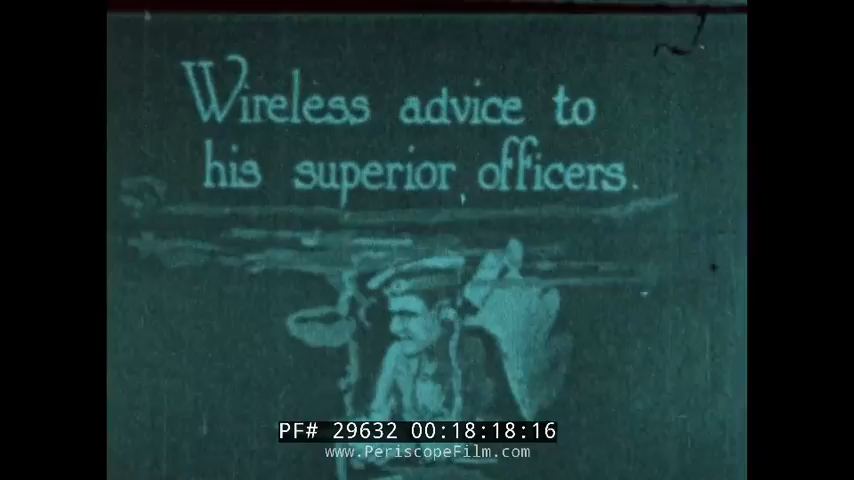 Wireless advice to
his superior officers.
PF# 29632 00:18:18:16
www.PeriscopeFilm.com